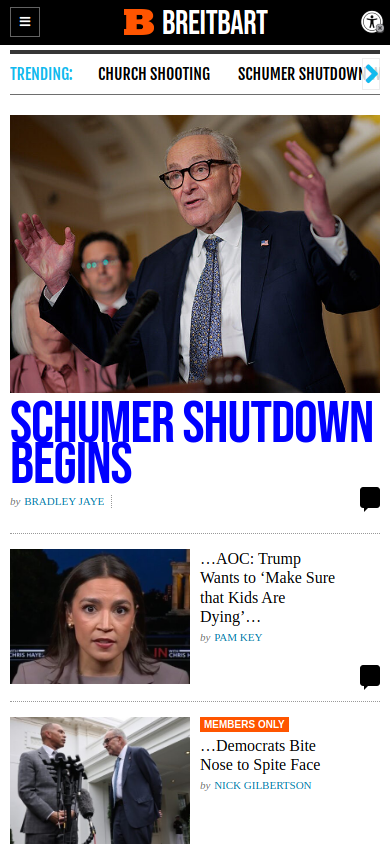 BREITBART
TRENDING:
CHURCH SHOOTING
SCHUMER SHUTDOWN
SCHUMER SHUTDOWN
BEGINS
by BRADLEY JAYE
…AOC: Trump
Wants to ‘Make Sure
that Kids Are
Dying’…
by PAM KEY
MEMBERS ONLY
…Democrats Bite
Nose to Spite Face
by NICK GILBERTSON